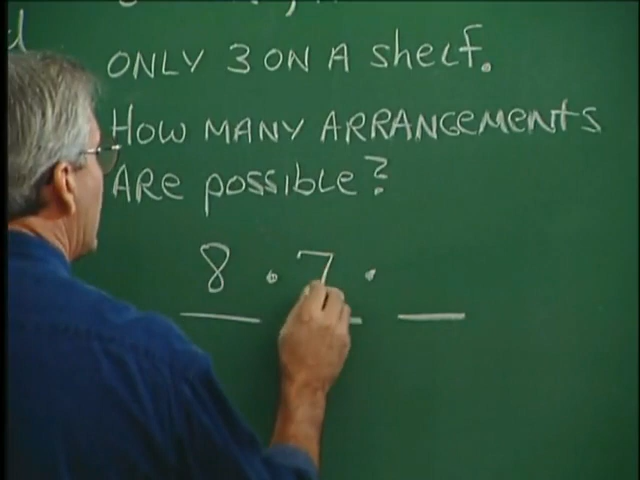 ONLY 3 ON A shelf.
How MANY ARRANGEMENts
ARe possible?
8 · 7 ·